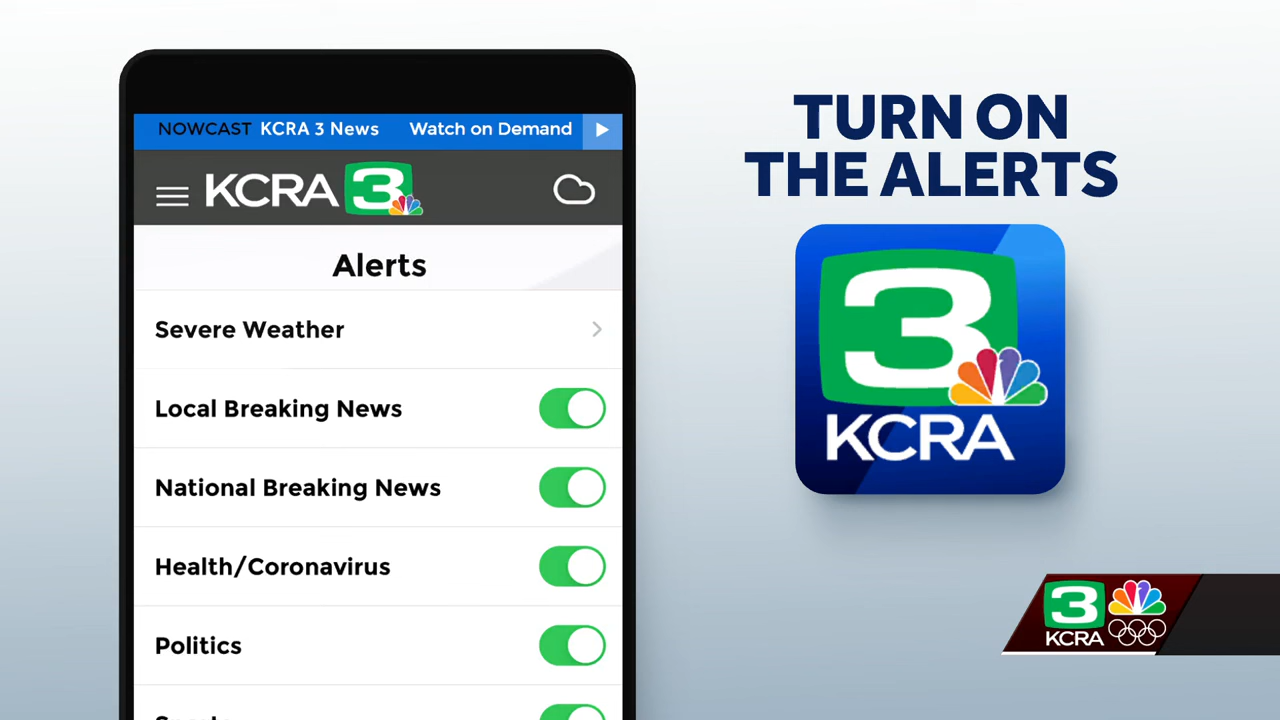 NOWCAST KCRA 3 News Watch on Demand
KCRA 3
Alerts
Severe Weather
Local Breaking News
National Breaking News
Health/Coronavirus
Politics
TURN ON
THE ALERTS
3
KCRA
3
KCRA